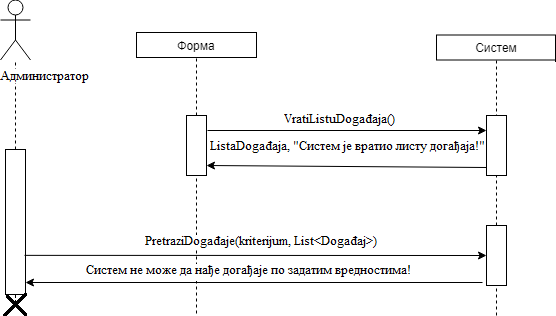 Форма
Систем
Администратор
VratiListuDogađaja()
ListaDogađaja, "Систем је вратио листу догађаја!"
PretraziDogađaje(kriterijum, List<Događaj>)
Систем не може да нађе догађаје по задатим вредностима!